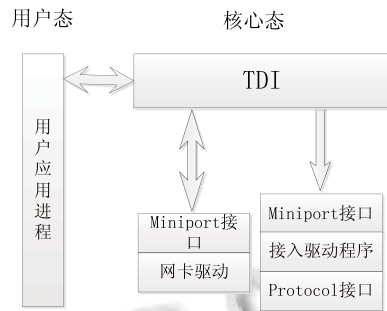 用户态
核心态
用户应用进程
TDI
Miniport接
口
网卡驱动
Miniport接口
接入驱动程序
Protocol接口